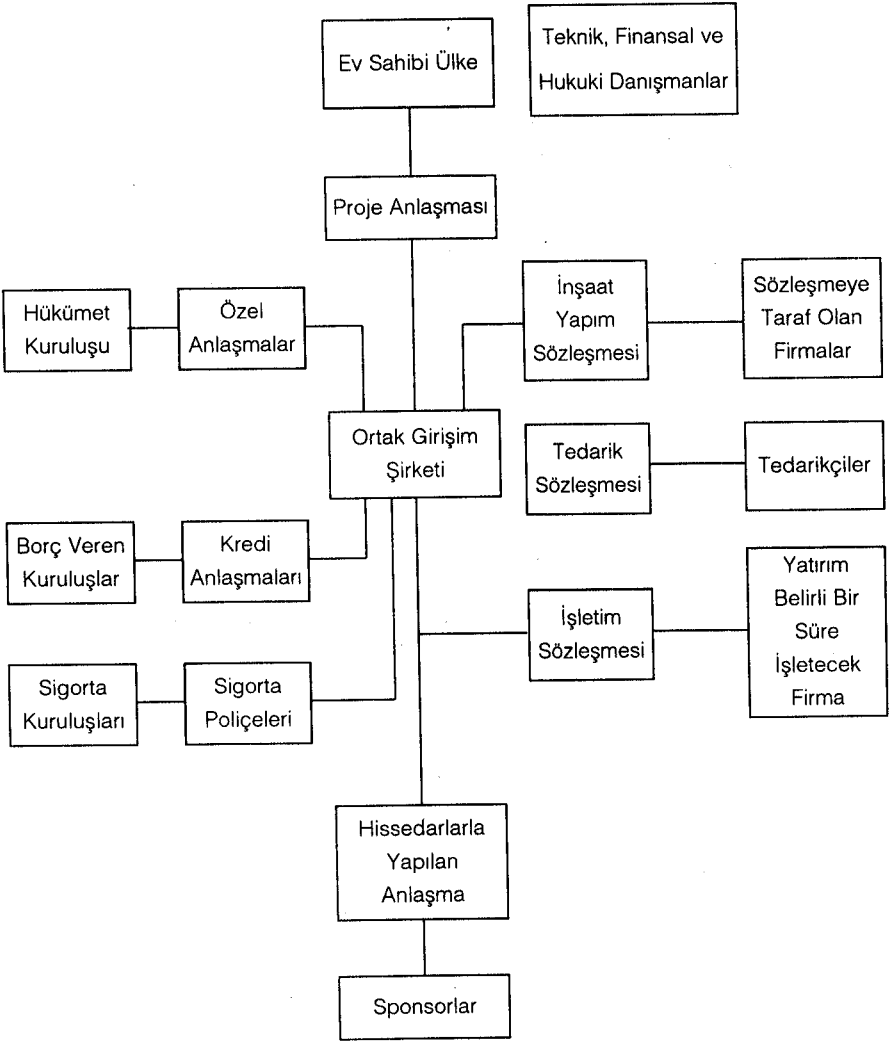 Ev Sahibi Ülke
Teknik, Finansal ve
Hukuki Danışmanlar
Proje Anlaşması
Hükümet
Kuruluşu
Özel
Anlaşmalar
İnşaat
Yapım
Sözleşmesi
Sözleşmeye
Taraf Olan
Firmalar
Ortak Girişim
Şirketi
Tedarik
Sözleşmesi
Tedarikçiler
Borç Veren
Kuruluşlar
Kredi
Anlaşmaları
İşletim
Sözleşmesi
Yatırım
Belirli Bir
Süre
İşletecek
Firma
Sigorta
Kuruluşları
Sigorta
Poliçeleri
Hissedarlarla
Yapılan
Anlaşma
Sponsorlar